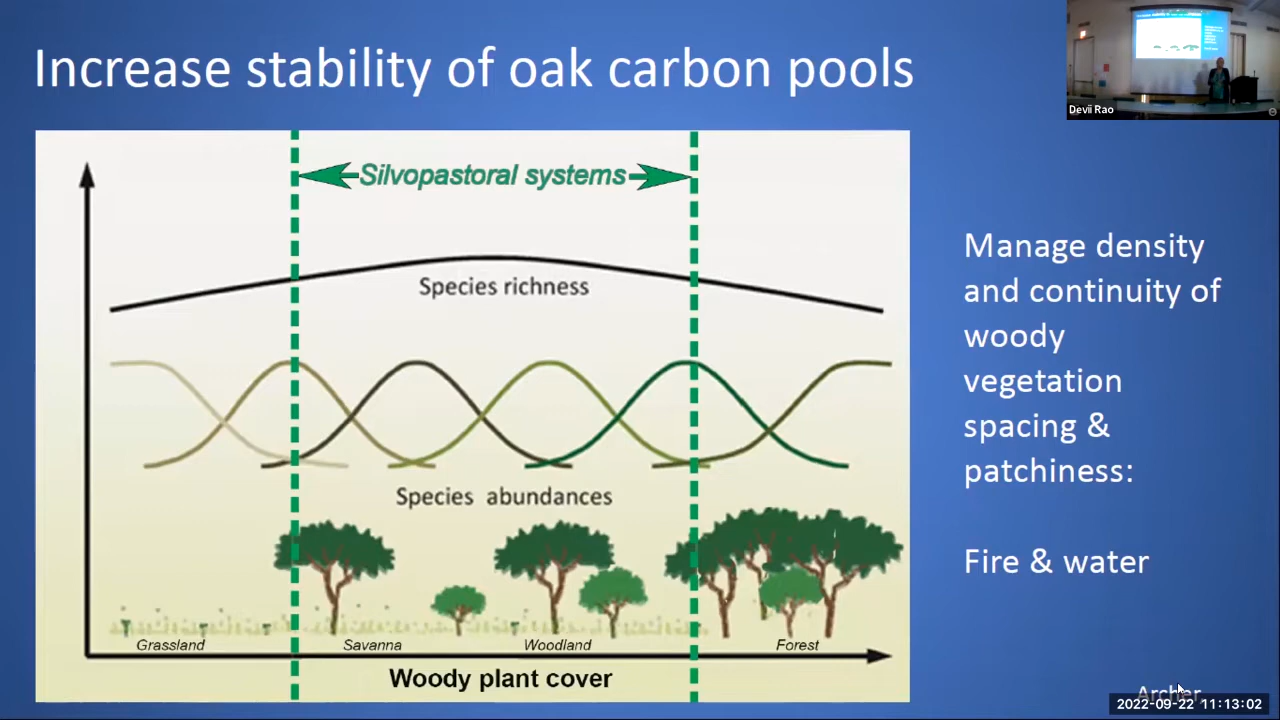 Increase stability of oak carbon pools
Devii Rao
Silvopastoral systems
Species richness
Species abundances
Grassland
Savanna
Woodland
Forest
Woody plant cover
Manage density
and continuity of
woody
vegetation
spacing &
patchiness:
Fire & water
Archer
2022-09-22 11:13:02